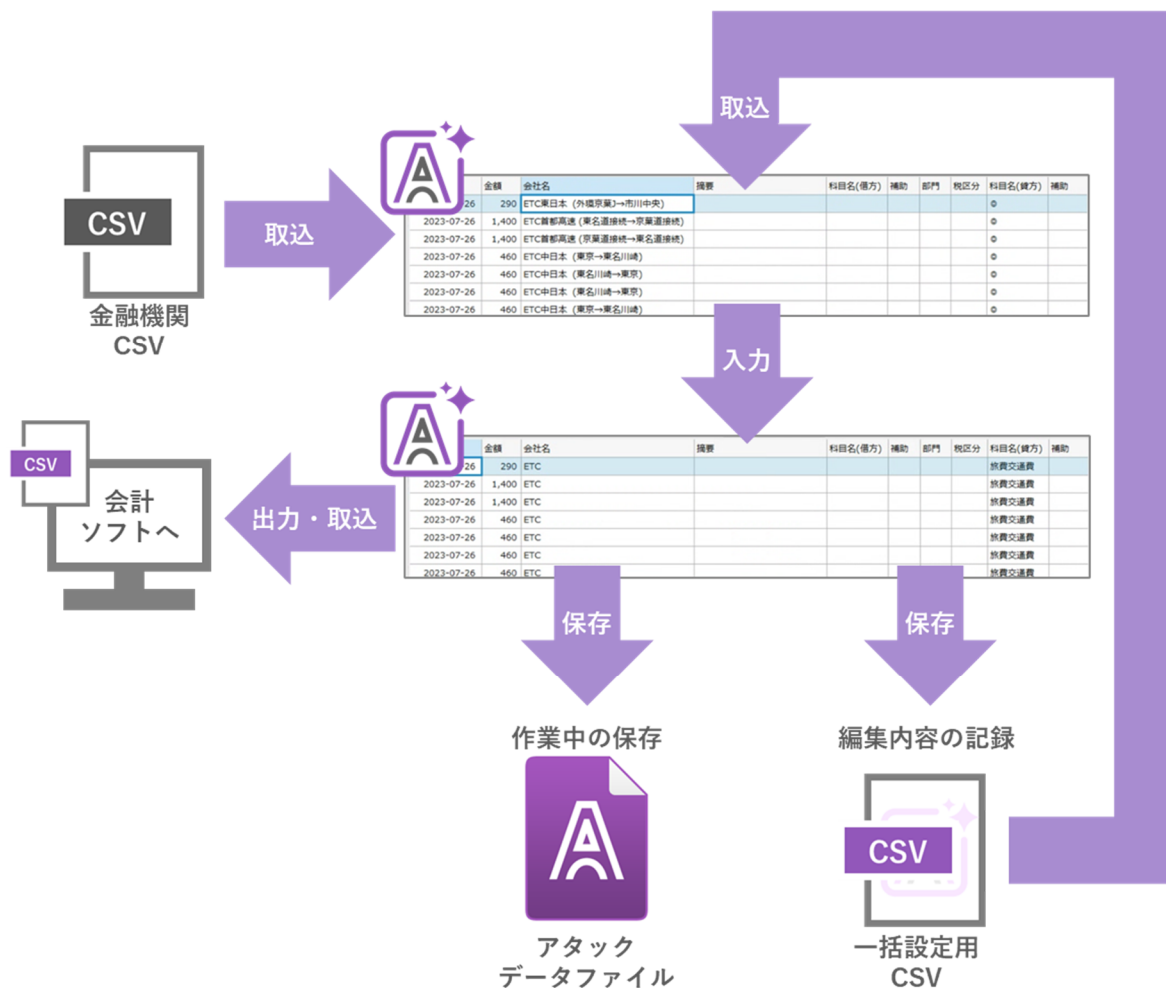 取込
CSV
取込
金融機関
CSV
金額 会社名 摘要 科目名(借方) 補助 部門 税区分 科目名(貸方) 補助
26 290 ETC東日本 (外環京葉)→市川中央) ◎
2023-07-26 1,400 ETC首都高速 (東名道接続→京葉道接続) ◎
2023-07-26 1,400 ETC首都高速 (京葉道接続→東名道接続) ◎
2023-07-26 460 ETC中日本 (東京→東名川崎) ◎
2023-07-26 460 ETC中日本 (東名川崎→東京) ◎
2023-07-26 460 ETC中日本 (東名川崎→東京) ◎
2023-07-26 460 ETC中日本 (東京→東名川崎) ◎
入力
金額 会社名 摘要 科目名(借方) 補助 部門 税区分 科目名(貸方) 補助
26 290 ETC 旅費交通費
2023-07-26 1,400 ETC 旅費交通費
2023-07-26 1,400 ETC 旅費交通費
2023-07-26 460 ETC 旅費交通費
2023-07-26 460 ETC 旅費交通費
2023-07-26 460 ETC 旅費交通費
2023-07-26 460 ETC 旅費交通費
CSV
会計
ソフトへ
出力・取込
保存
保存
作業中の保存
編集内容の記録
CSV
アタック
データファイル
一括設定用
CSV